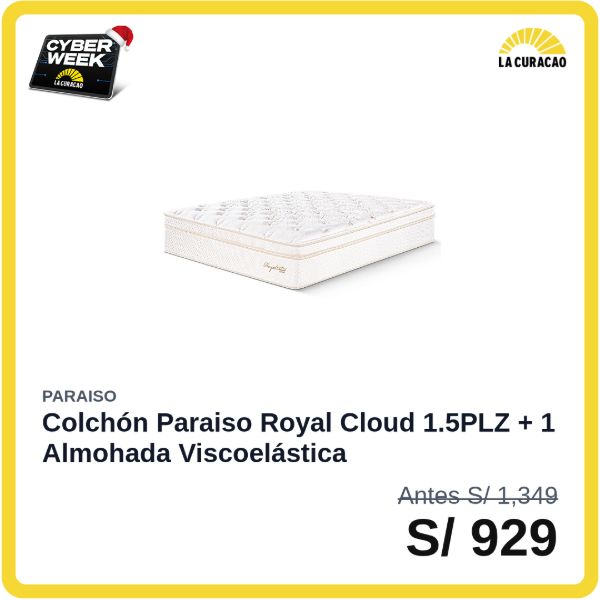 CYBER
WEEK
LA CURACAO
LA CURACAO
PARAISO
Colchón Paraiso Royal Cloud 1.5PLZ + 1
Almohada Viscoelástica
Antes S/ 1,349
S/ 929